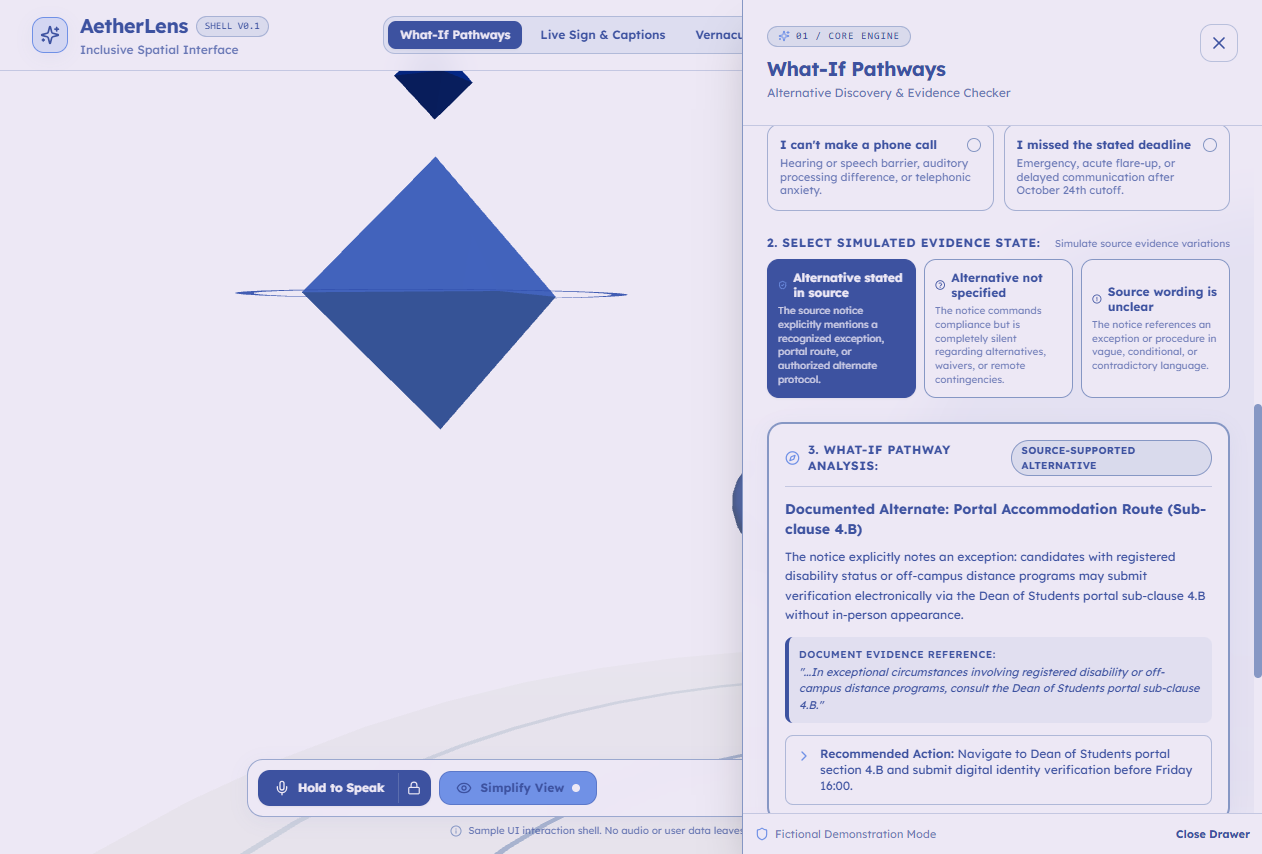 AetherLens
SHELL V0.1
Inclusive Spatial Interface
What-If Pathways
Live Sign & Captions
Hold to Speak
Simplify View
Sample UI interaction shell. No audio or user data leaves
01 / CORE ENGINE
What-If Pathways
Alternative Discovery & Evidence Checker
I can't make a phone call
Hearing or speech barrier, auditory
processing difference, or telephonic
anxiety.
I missed the stated deadline
Emergency, acute flare-up, or
delayed communication after
October 24th cutoff.
2. SELECT SIMULATED EVIDENCE STATE:
Simulate source evidence variations
Alternative stated
in source
The source notice
explicitly mentions a
recognized exception,
portal route, or
authorized alternate
protocol.
Alternative not
specified
The notice commands
compliance but is
completely silent
regarding alternatives,
waivers, or remote
contingencies.
Source wording is
unclear
The notice references an
exception or procedure in
vague, conditional, or
contradictory language.
3. WHAT-IF PATHWAY
ANALYSIS:
SOURCE-SUPPORTED
ALTERNATIVE
Documented Alternate: Portal Accommodation Route (Sub-
clause 4.B)
The notice explicitly notes an exception: candidates with registered
disability status or off-campus distance programs may submit
verification electronically via the Dean of Students portal sub-clause 4.B
without in-person appearance.
DOCUMENT EVIDENCE REFERENCE:
"...In exceptional circumstances involving registered disability or off-
campus distance programs, consult the Dean of Students portal sub-clause
4.B."
Recommended Action: Navigate to Dean of Students portal
section 4.B and submit digital identity verification before Friday
16:00.
Fictional Demonstration Mode
Close Drawer